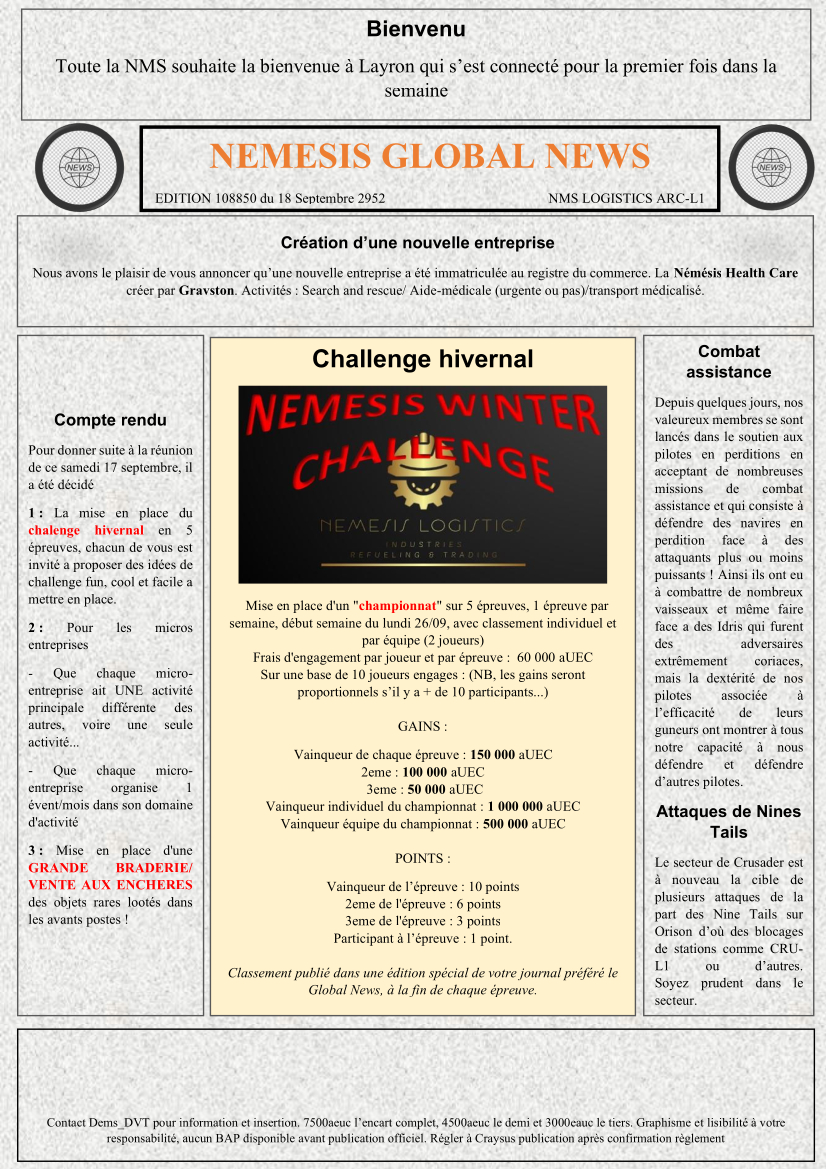 Bienvenu
Toute la NMS souhaite la bienvenue à Layron qui s'est connecté pour la premier fois dans la
semaine
NEWS
NEMESIS GLOBAL NEWS
EDITION 108850 du 18 Septembre 2952 NMS LOGISTICS ARC-L1
NEWS
Création d'une nouvelle entreprise
Nous avons le plaisir de vous annoncer qu'une nouvelle entreprise a été immatriculée au registre du commerce. La Némésis Health Care
créer par Gravston. Activités : Search and rescue/ Aide-médicale (urgente ou pas)/transport médicalisé.
Compte rendu
Pour donner suite à la réunion
de ce samedi 17 septembre, il
a été décidé
1 : La mise en place du
chalenge hivernal en 5
épreuves, chacun de vous est
invité a proposer des idées de
challenge fun, cool et facile a
mettre en place.
2 : Pour les micros
entreprises
- Que chaque micro-
entreprise ait UNE activité
principale différente des
autres, voire une seule
activité...
- Que chaque micro-
entreprise organise 1
évent/mois dans son domaine
d'activité
3 : Mise en place d'une
GRANDE BRADERIE/
VENTE AUX ENCHERES
des objets rares lootés dans
les avants postes !
Challenge hivernal
NEMESIS WINTER
CHALLENGE
NEMESIS LOGISTICS
INDUSTRIES
REFUELING & TRADING
Mise en place d'un "championnat" sur 5 épreuves, 1 épreuve par
semaine, début semaine du lundi 26/09, avec classement individuel et
par équipe (2 joueurs)
Frais d'engagement par joueur et par épreuve : 60 000 aUEC
Sur une base de 10 joueurs engages : (NB, les gains seront
proportionnels s'il y a + de 10 participants...)
GAINS :
Vainqueur de chaque épreuve : 150 000 aUEC
2eme : 100 000 aUEC
3eme : 50 000 aUEC
Vainqueur individuel du championnat : 1 000 000 aUEC
Vainqueur équipe du championnat : 500 000 aUEC
POINTS :
Vainqueur de l'épreuve : 10 points
2eme de l'épreuve : 6 points
3eme de l'épreuve : 3 points
Participant à l'épreuve : 1 point.
Classement publié dans une édition spécial de votre journal préféré le
Global News, à la fin de chaque épreuve.
Combat
assistance
Depuis quelques jours, nos
valeureux membres se sont
lancés dans le soutien aux
pilotes en perditions en
acceptant de nombreuses
missions de combat
assistance et qui consiste à
défendre des navires en
perdition face à des
attaquants plus ou moins
puissants ! Ainsi ils ont eu
à combattre de nombreux
vaisseaux et même faire
face a des Idris qui furent
des adversaires
extrêmement coriaces,
mais la dextérité de nos
pilotes associée à
l'efficacité de leurs
guneurs ont montrer à tous
notre capacité à nous
défendre et défendre
d'autres pilotes.
Attaques de Nines
Tails
Le secteur de Crusader est
à nouveau la cible de
plusieurs attaques de la
part des Nine Tails sur
Orison d'où des blocages
de stations comme CRU-
L1 ou d'autres.
Soyez prudent dans le
secteur.
Contact Dems_DVT pour information et insertion. 7500aeuc l'encart complet, 4500aeuc le demi et 3000eauc le tiers. Graphisme et lisibilité à votre
responsabilité, aucun BAP disponible avant publication officiel. Régler à Craysus publication après confirmation règlement